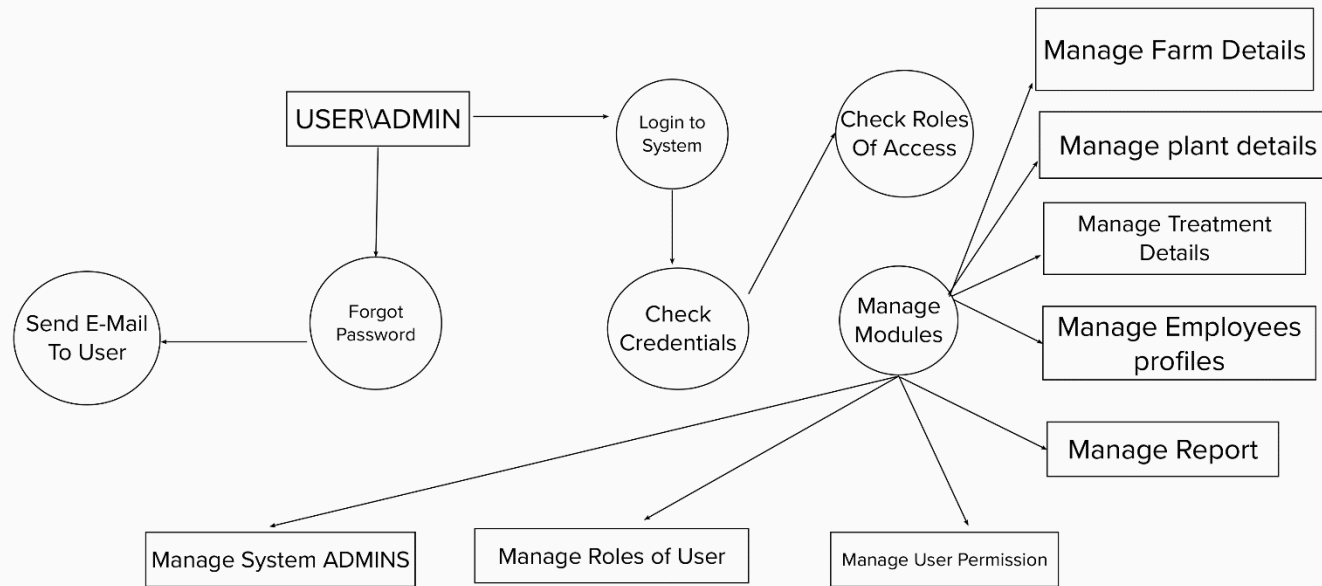 Manage Farm Details
USER\ADMIN
Login to
System
Check Roles
Of Access
Manage plant details
Manage Treatment
Details
Send E-Mail
To User
Forgot
Password
Check
Credentials
Manage
Modules
Manage Employees
profiles
Manage Report
Manage System ADMINS
Manage Roles of User
Manage User Permission